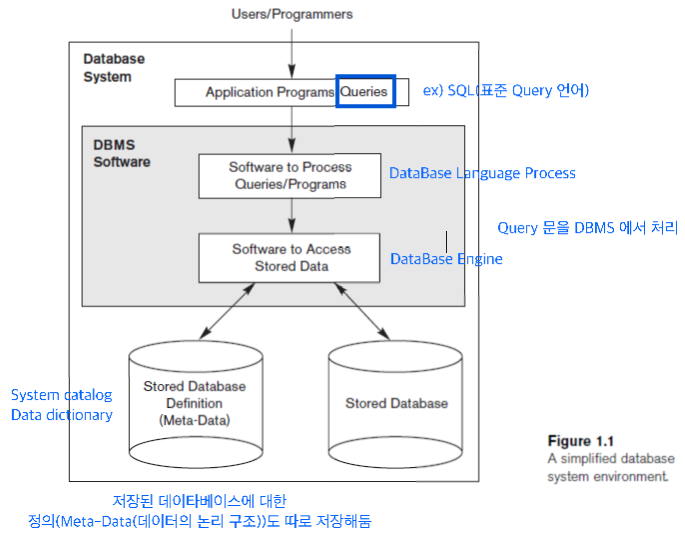 Users/Programmers
Database
System
Application Programs Queries
ex) SQL(표준 Query 언어)
DBMS
Software
Software to Process
Queries/Programs
DataBase Language Process
Query 문을 DBMS 에서 처리
Software to Access
Stored Data
DataBase Engine
System catalog
Data dictionary
Stored Database
Definition
(Meta-Data)
Stored Database
Figure 1.1
A simplified database
system environment.
저장된 데이타베이스에 대한
정의(Meta-Data(데이터의 논리 구조))도 따로 저장해둠